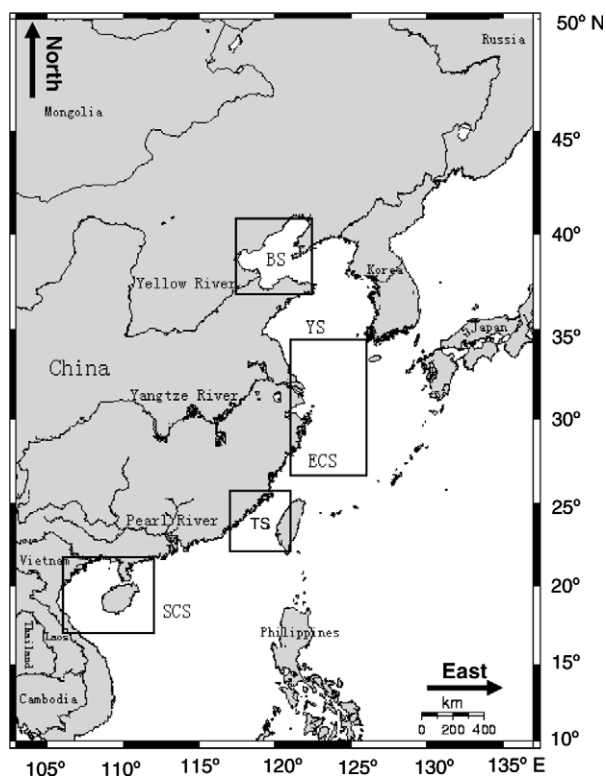 50° N
North
Russia
Mongolia
45°
40°
BS
Korea
Yellow River
35°
YS
Japan
China
Yangtze River
30°
ECS
25°
Pearl River
TS
Vietnam
20°
SCS
Laos
Thailand
Philippines
15°
East
Cambodia
km
0 200 400
10°
105° 110° 115° 120° 125° 130° 135° E